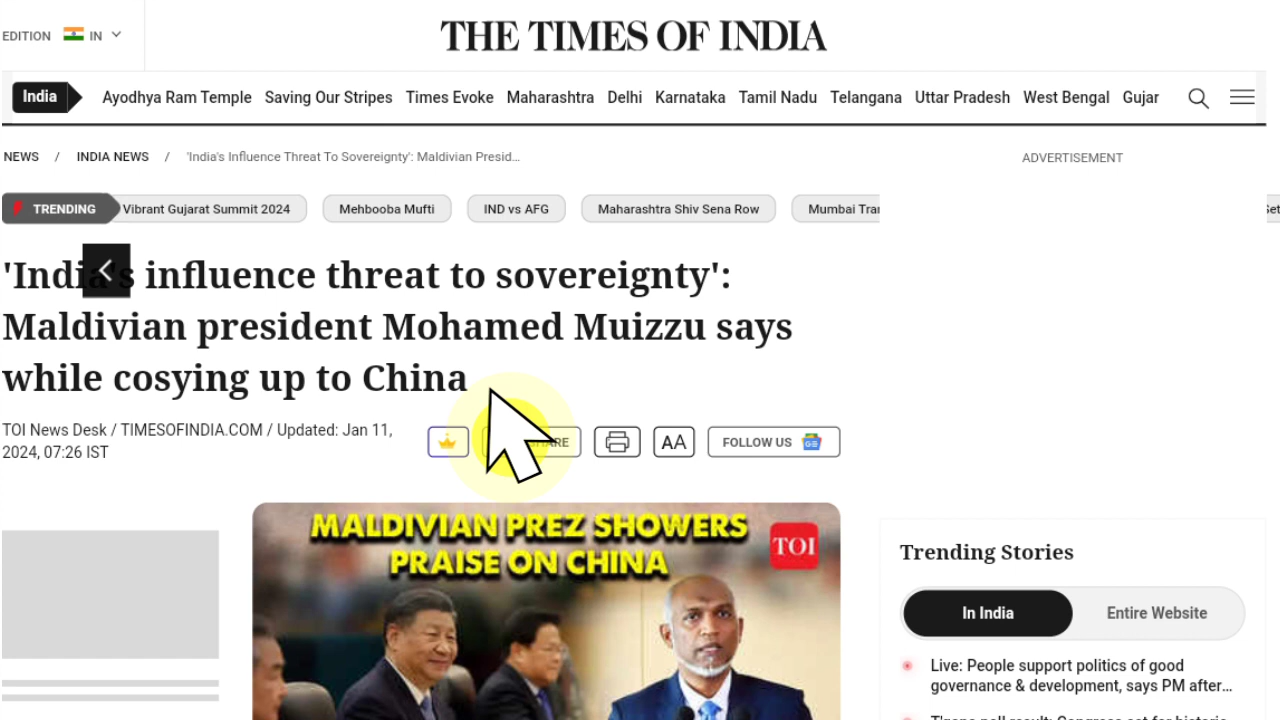 EDITION IN
THE TIMES OF INDIA
India Ayodhya Ram Temple Saving Our Stripes Times Evoke Maharashtra Delhi Karnataka Tamil Nadu Telangana Uttar Pradesh West Bengal Gujar
NEWS / INDIA NEWS / 'India's Influence Threat To Sovereignty': Maldivian Presid...
ADVERTISEMENT
TRENDING Vibrant Gujarat Summit 2024 Mehbooba Mufti IND vs AFG Maharashtra Shiv Sena Row Mumbai Tran
'India's influence threat to sovereignty':
Maldivian president Mohamed Muizzu says
while cosying up to China
TOI News Desk / TIMESOFINDIA.COM / Updated: Jan 11,
2024, 07:26 IST
AA FOLLOW US GE
MALDIVIAN PREZ SHOWERS
PRAISE ON CHINA
TOI
Trending Stories
In India Entire Website
Live: People support politics of good
governance & development, says PM after...